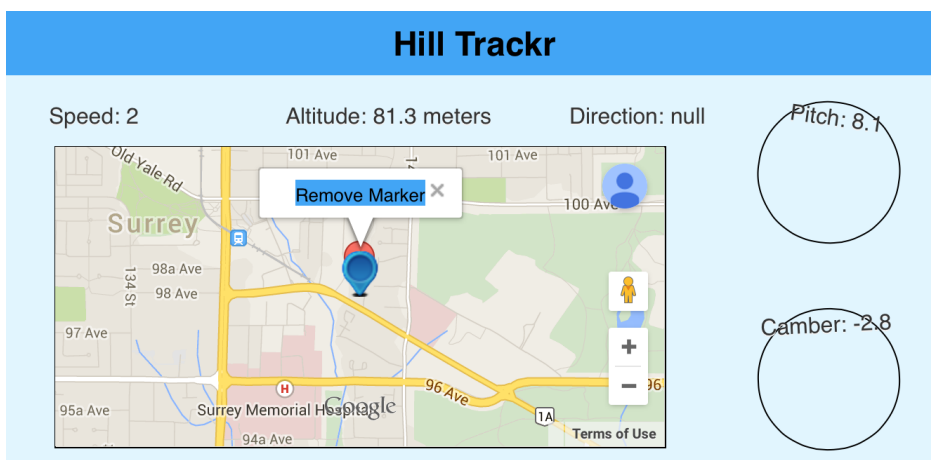 Hill Trackr
Speed: 2
Altitude: 81.3 meters
Direction: null
Pitch: 8.1
Old Yale Rd
101 Ave
101 Ave
Remove Marker
100 Ave
Surrey
98a Ave
134 St
98 Ave
97 Ave
96 Ave
96
H
95a Ave
Surrey Memorial Hospital
Google
1A
94a Ave
Terms of Use
Camber: -2.8